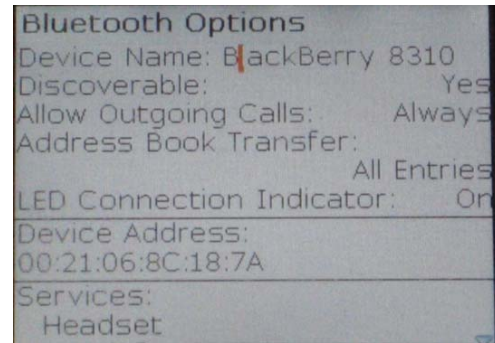 Bluetooth Options
Device Name: BlackBerry 8310
Discoverable: Yes
Allow Outgoing Calls: Always
Address Book Transfer:
All Entries
LED Connection Indicator: On
Device Address:
00:21:06:8C:18:7A
Services:
Headset